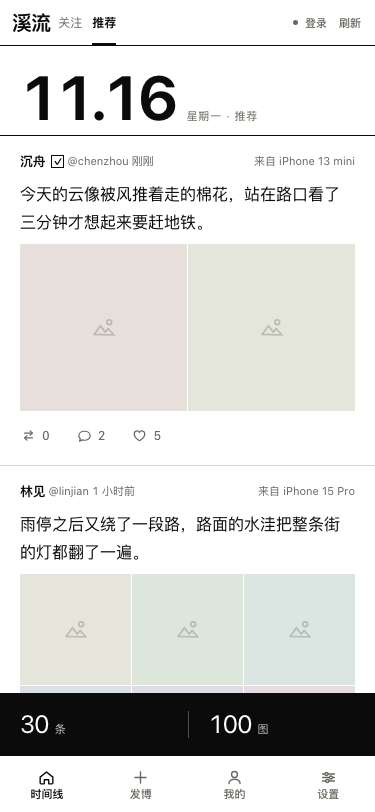 溪流 关注 推荐 登录 刷新
11.16 星期一 · 推荐
沉舟 @chenzhou 刚刚 来自 iPhone 13 mini
今天的云像被风推着走的棉花，站在路口看了
三分钟才想起来要赶地铁。
0 2 5
林见 @linjian 1 小时前 来自 iPhone 15 Pro
雨停之后又绕了一段路，路面的水洼把整条街
的灯都翻了一遍。
30 条 100 图
时间线 发博 我的 设置